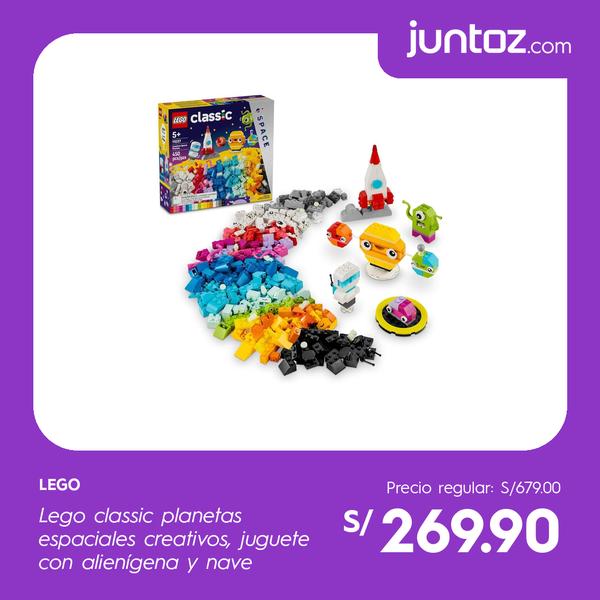 juntoz.com
LEGO classic
SPACE
5+
450
LEGO
Precio regular: S/679.00
Lego classic planetas
espaciales creativos, juguete
con alienígena y nave
S/ 269.90